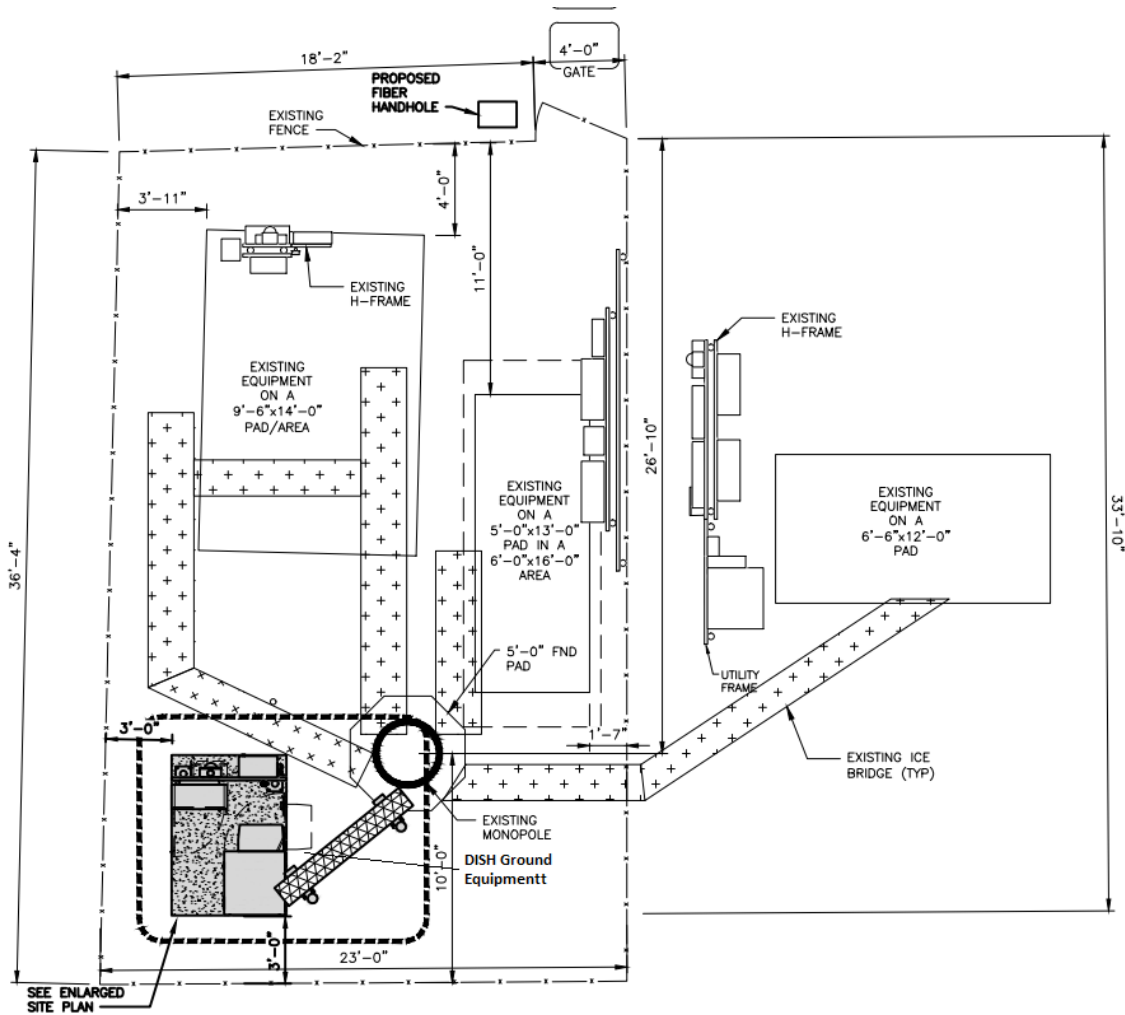 18'-2"
4'-0"
GATE
PROPOSED
FIBER
HANDHOLE
EXISTING
FENCE
3'-11"
4'-0"
11'-0"
EXISTING
H-FRAME
EXISTING
H-FRAME
EXISTING
EQUIPMENT
ON A
9'-6"x14'-0"
PAD/AREA
26'-10"
EXISTING
EQUIPMENT
ON A
5'-0"x13'-0"
PAD IN A
6'-0"x16'-0"
AREA
EXISTING
EQUIPMENT
ON A
6'-6"x12'-0"
PAD
33'-10"
36'-4"
5'-0" FND
PAD
UTILITY
FRAME
3'-0"
1'-7"
EXISTING ICE
BRIDGE (TYP)
EXISTING
MONOPOLE
DISH Ground
Equipmentt
10'-0"
3'-0"
23'-0"
SEE ENLARGED
SITE PLAN